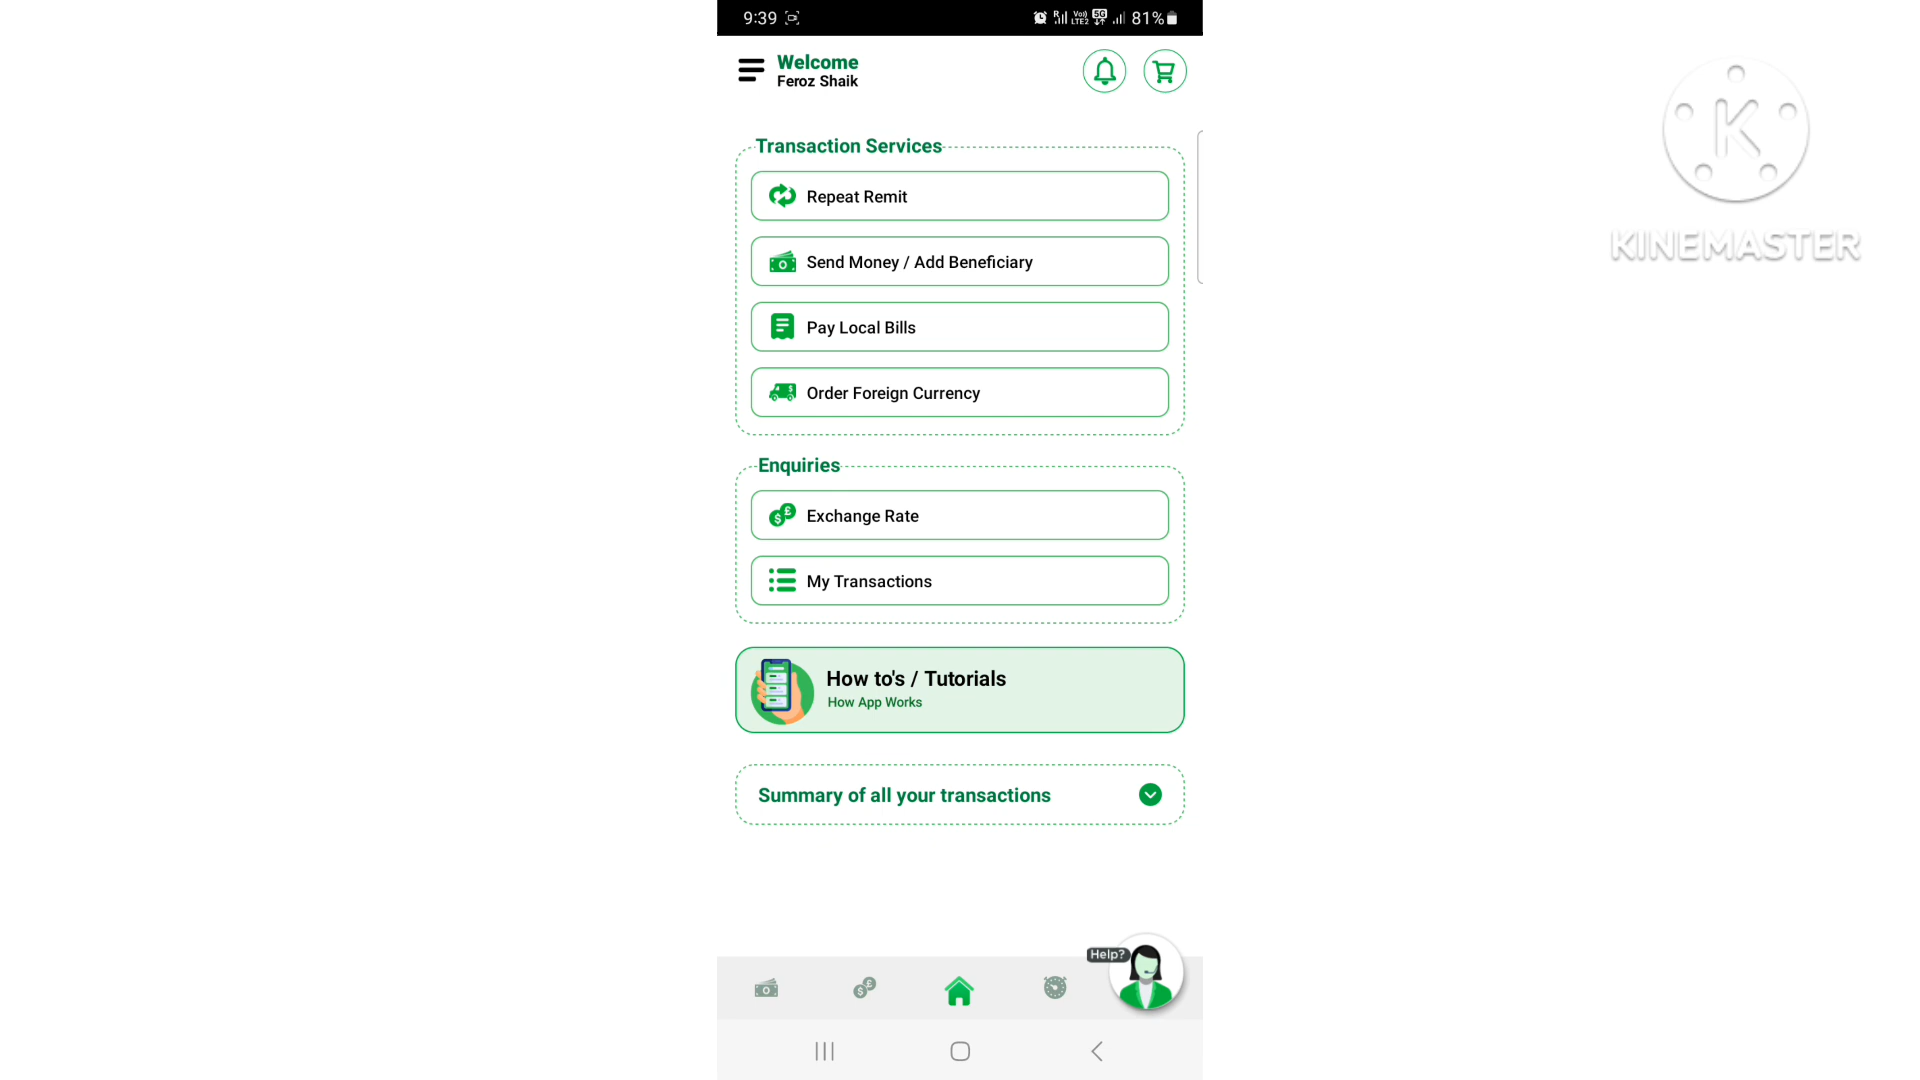 9:39 81%
Welcome
Feroz Shaik
Transaction Services
Repeat Remit
Send Money / Add Beneficiary
Pay Local Bills
Order Foreign Currency
Enquiries
Exchange Rate
My Transactions
How to's / Tutorials
How App Works
Summary of all your transactions
Help?
K
KINEMASTER